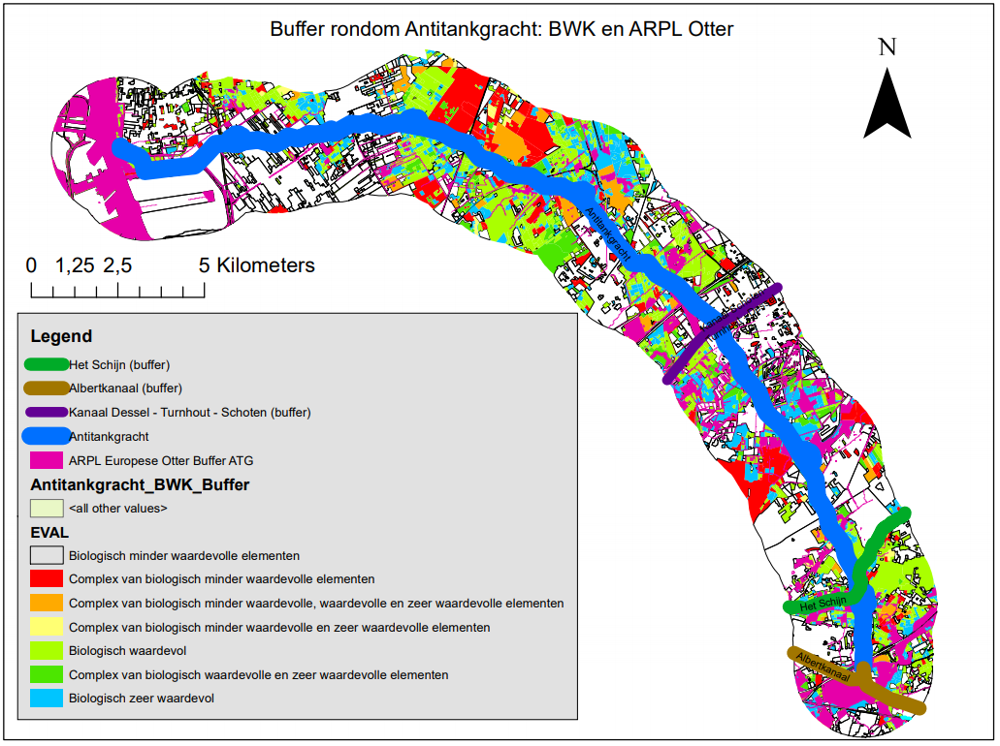 Buffer rondom Antitankgracht: BWK en ARPL Otter
N
0 1,25 2,5 5 Kilometers
Antitankgracht
Het Schijn
Albertkanaal
Legend
Het Schijn (buffer)
Albertkanaal (buffer)
Kanaal Dessel - Turnhout - Schoten (buffer)
Antitankgracht
ARPL Europese Otter Buffer ATG
Antitankgracht_BWK_Buffer
<all other values>
EVAL
Biologisch minder waardevolle elementen
Complex van biologisch minder waardevolle elementen
Complex van biologisch minder waardevolle, waardevolle en zeer waardevolle elementen
Complex van biologisch minder waardevolle en zeer waardevolle elementen
Biologisch waardevol
Complex van biologisch waardevolle en zeer waardevolle elementen
Biologisch zeer waardevol